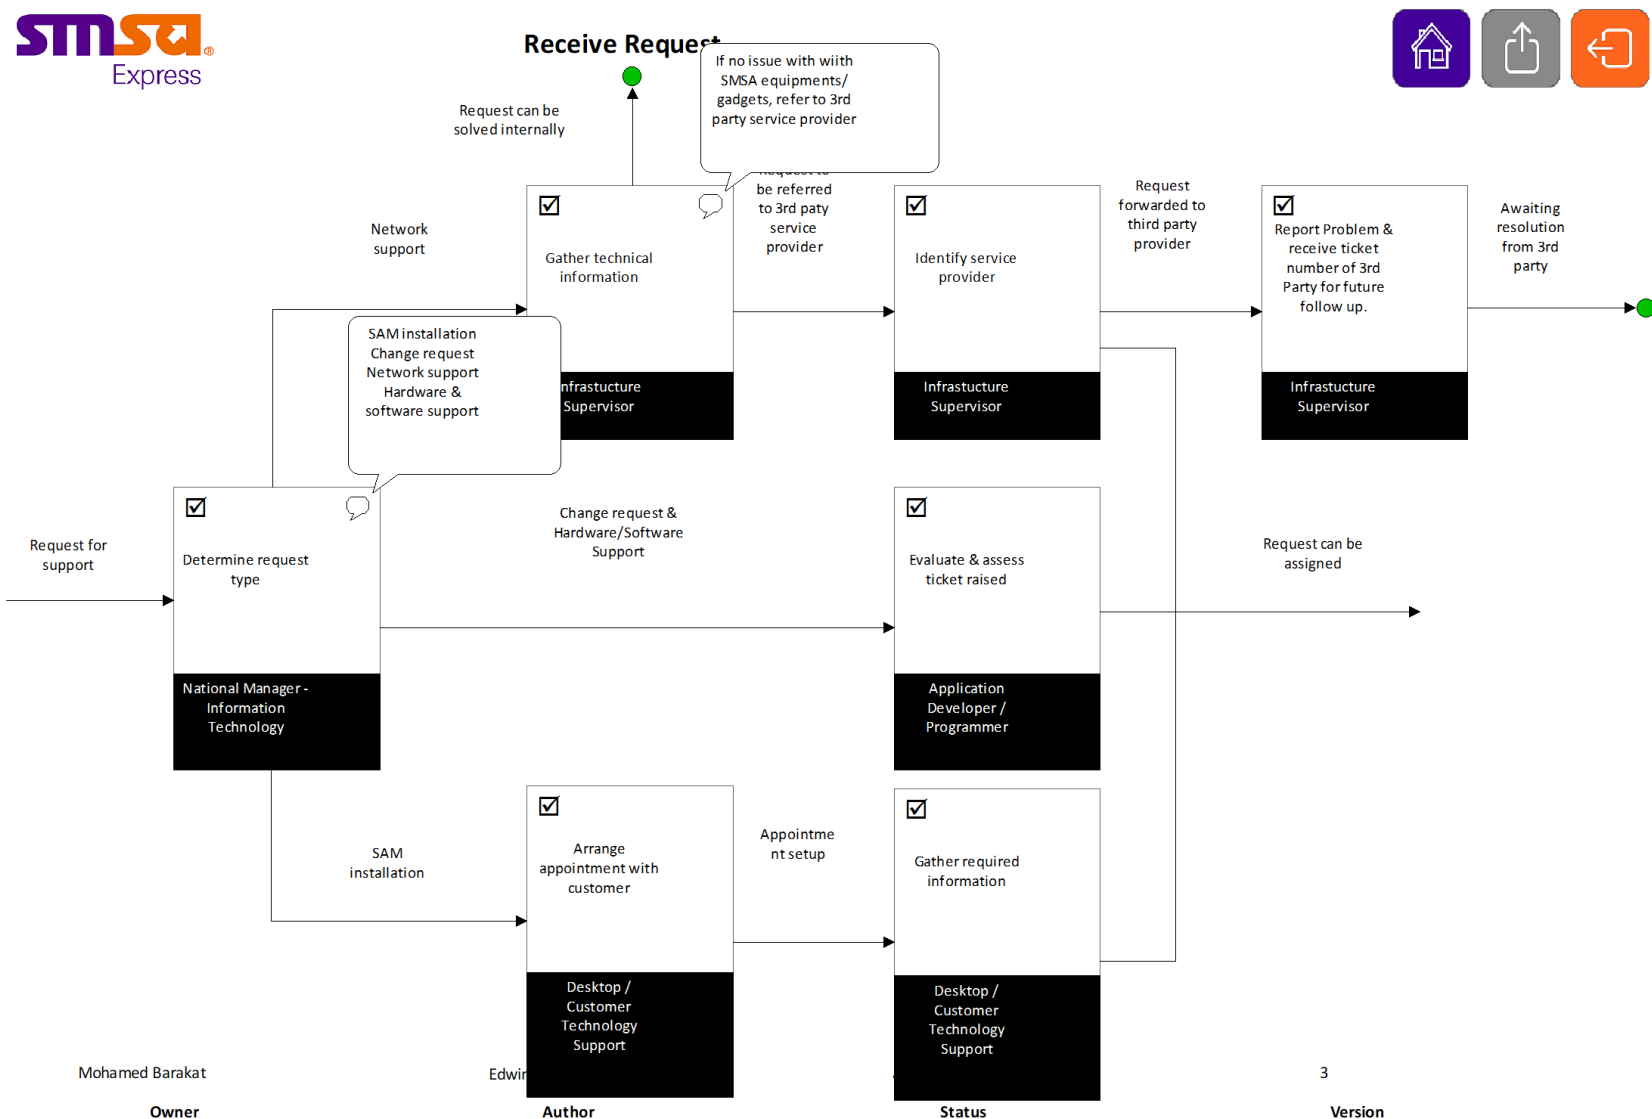 smsa
Express
Receive Request
If no issue with wiith
SMSA equipments/
gadgets, refer to 3rd
party service provider
Request can be
solved internally
Request to
be referred
to 3rd paty
service
provider
Request
forwarded to
third party
provider
Awaiting
resolution
from 3rd
party
Network
support
Gather technical
information
Identify service
provider
Report Problem &
receive ticket
number of 3rd
Party for future
follow up.
SAM installation
Change request
Network support
Hardware &
software support
nfrastucture
Supervisor
Infrastucture
Supervisor
Infrastucture
Supervisor
Request for
support
Determine request
type
Change request &
Hardware/Software
Support
Evaluate & assess
ticket raised
Request can be
assigned
National Manager -
Information
Technology
Application
Developer /
Programmer
SAM
installation
Arrange
appointment with
customer
Appointme
nt setup
Gather required
information
Desktop /
Customer
Technology
Support
Desktop /
Customer
Technology
Support
Mohamed Barakat
Edwin
3
Owner
Author
Status
Version